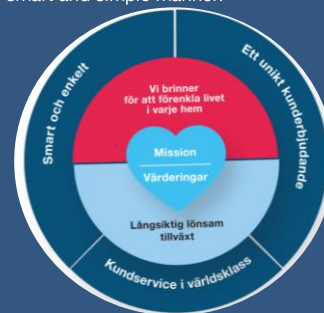 smart and simple manner.
Smart och enkelt
Ett unikt kunderbjudande
Vi brinner
för att förenkla livet
i varje hem
Mission
Värderingar
Långsiktig lönsam
tillväxt
Kundservice i världsklass